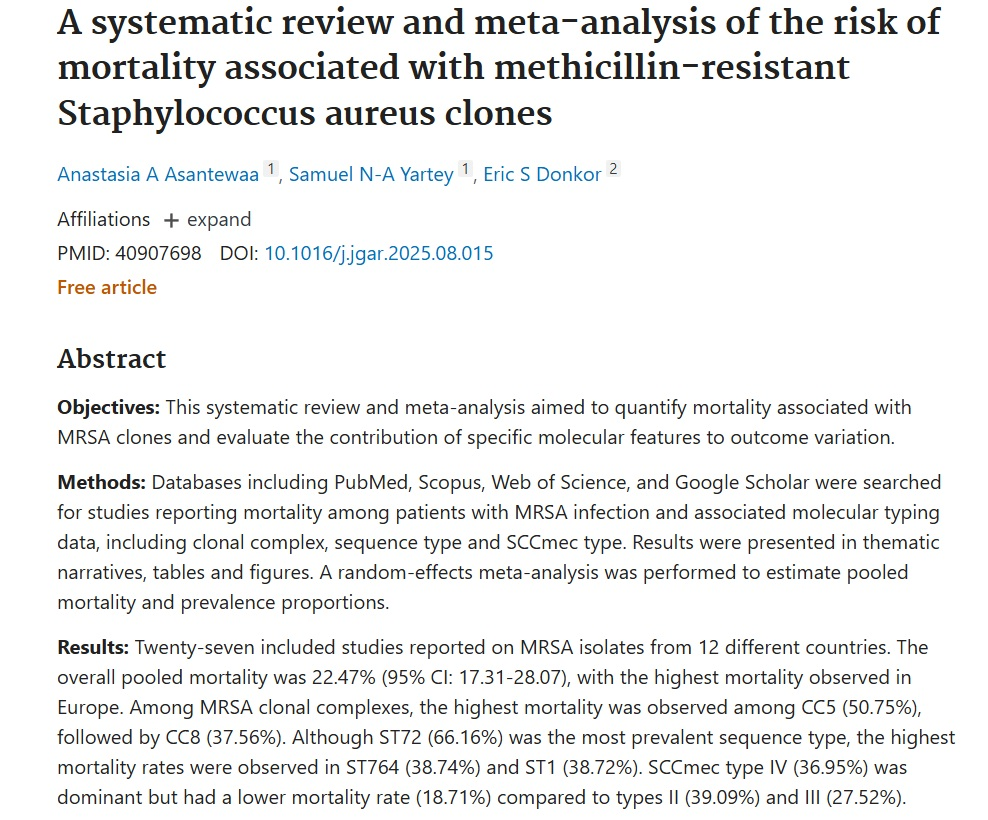 A systematic review and meta-analysis of the risk of
mortality associated with methicillin-resistant
Staphylococcus aureus clones
Anastasia A Asantewaa 1, Samuel N-A Yartey 1, Eric S Donkor 2
Affiliations + expand
PMID: 40907698 DOI: 10.1016/j.jgar.2025.08.015
Free article
Abstract
Objectives: This systematic review and meta-analysis aimed to quantify mortality associated with
MRSA clones and evaluate the contribution of specific molecular features to outcome variation.
Methods: Databases including PubMed, Scopus, Web of Science, and Google Scholar were searched
for studies reporting mortality among patients with MRSA infection and associated molecular typing
data, including clonal complex, sequence type and SCCmec type. Results were presented in thematic
narratives, tables and figures. A random-effects meta-analysis was performed to estimate pooled
mortality and prevalence proportions.
Results: Twenty-seven included studies reported on MRSA isolates from 12 different countries. The
overall pooled mortality was 22.47% (95% CI: 17.31-28.07), with the highest mortality observed in
Europe. Among MRSA clonal complexes, the highest mortality was observed among CC5 (50.75%),
followed by CC8 (37.56%). Although ST72 (66.16%) was the most prevalent sequence type, the highest
mortality rates were observed in ST764 (38.74%) and ST1 (38.72%). SCCmec type IV (36.95%) was
dominant but had a lower mortality rate (18.71%) compared to types II (39.09%) and III (27.52%).